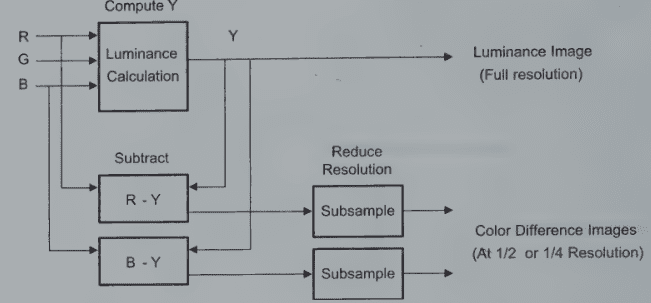 Compute Y
R
G
B
Luminance
Calculation
Y
Luminance Image
(Full resolution)
Subtract
R - Y
B - Y
Reduce
Resolution
Subsample
Subsample
Color Difference Images
(At 1/2 or 1/4 Resolution)